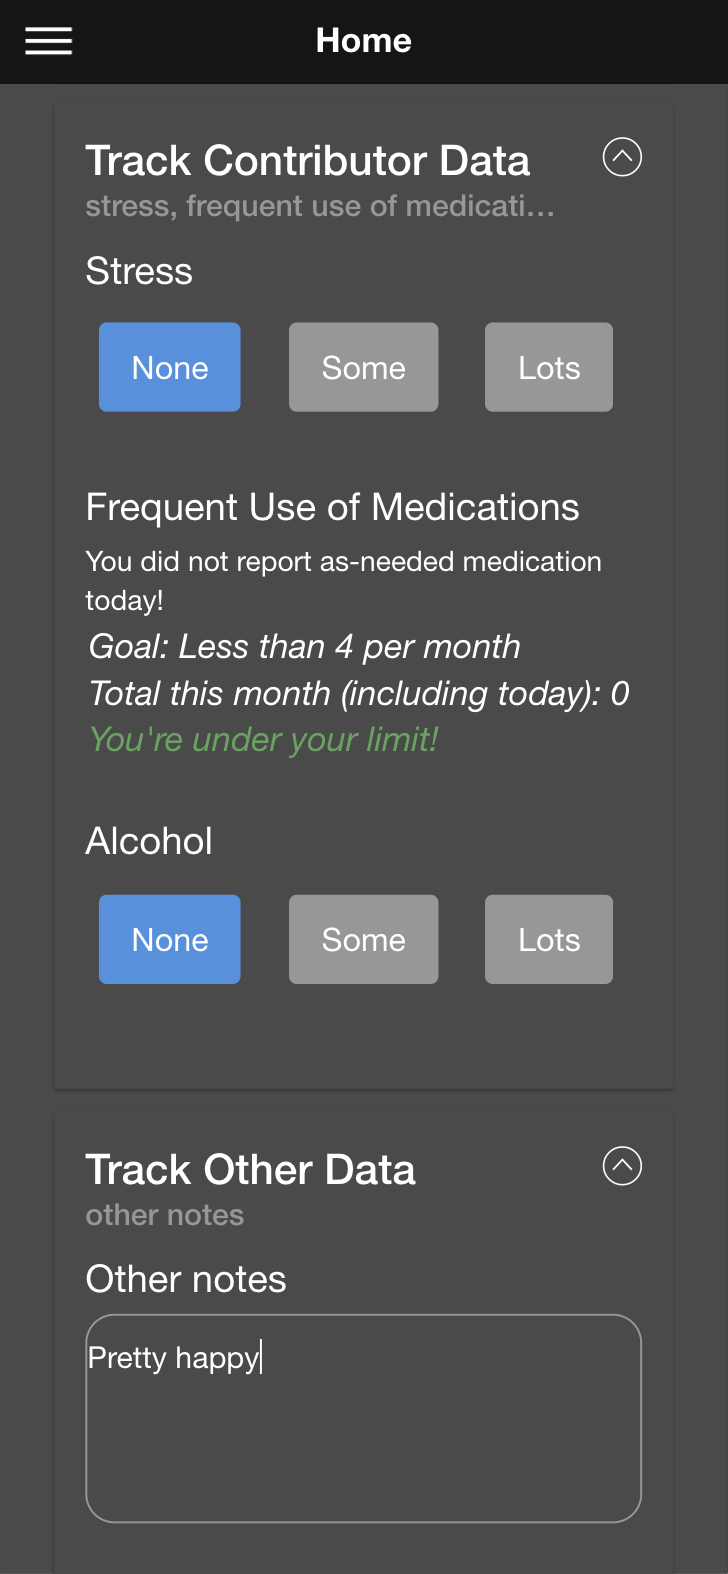 Home
Track Contributor Data
stress, frequent use of medicati...
Stress
None Some Lots
Frequent Use of Medications
You did not report as-needed medication
today!
Goal: Less than 4 per month
Total this month (including today): 0
You're under your limit!
Alcohol
None Some Lots
Track Other Data
other notes
Other notes
Pretty happy